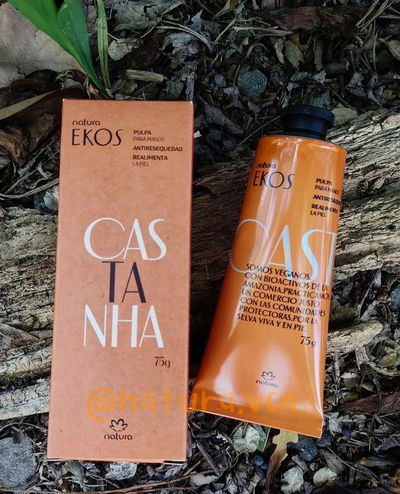 natura
EKOS
PULPA
PARA MANOS
ANTIRESEQUEDAD
REALIMENTA
LA PIEL
CAS
TA
NHA
75g
natura
natura
EKOS
PULPA
PARA MANOS
REALIMENTA
LA PIEL
SOMOS VEGANOS,
CON BIOACTIVOS DE LA
AMAZONIA. PRACTICAMOS
UN COMERCIO JUSTO
CON LAS COMUNIDADES
PROTECTORAS. POR LA
SELVA VIVA Y EN PIE.
75g
natura
@natura.vca